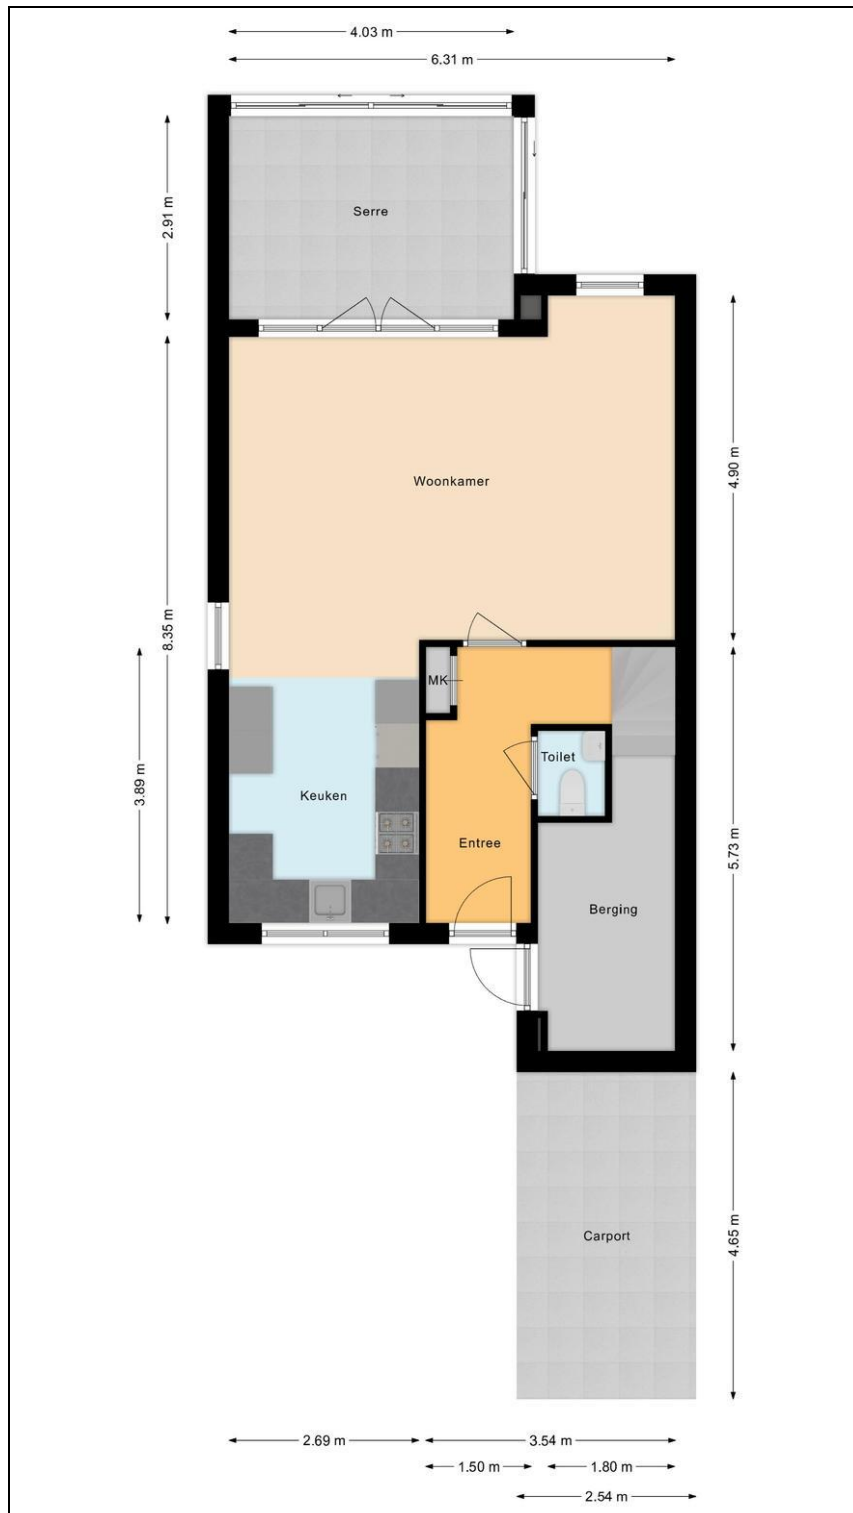 4.03 m
6.31 m
2.91 m
Serre
4.90 m
Woonkamer
8.35 m
MK
3.89 m
Toilet
Keuken
Entree
5.73 m
Berging
4.65 m
Carport
2.69 m
3.54 m
1.50 m
1.80 m
2.54 m